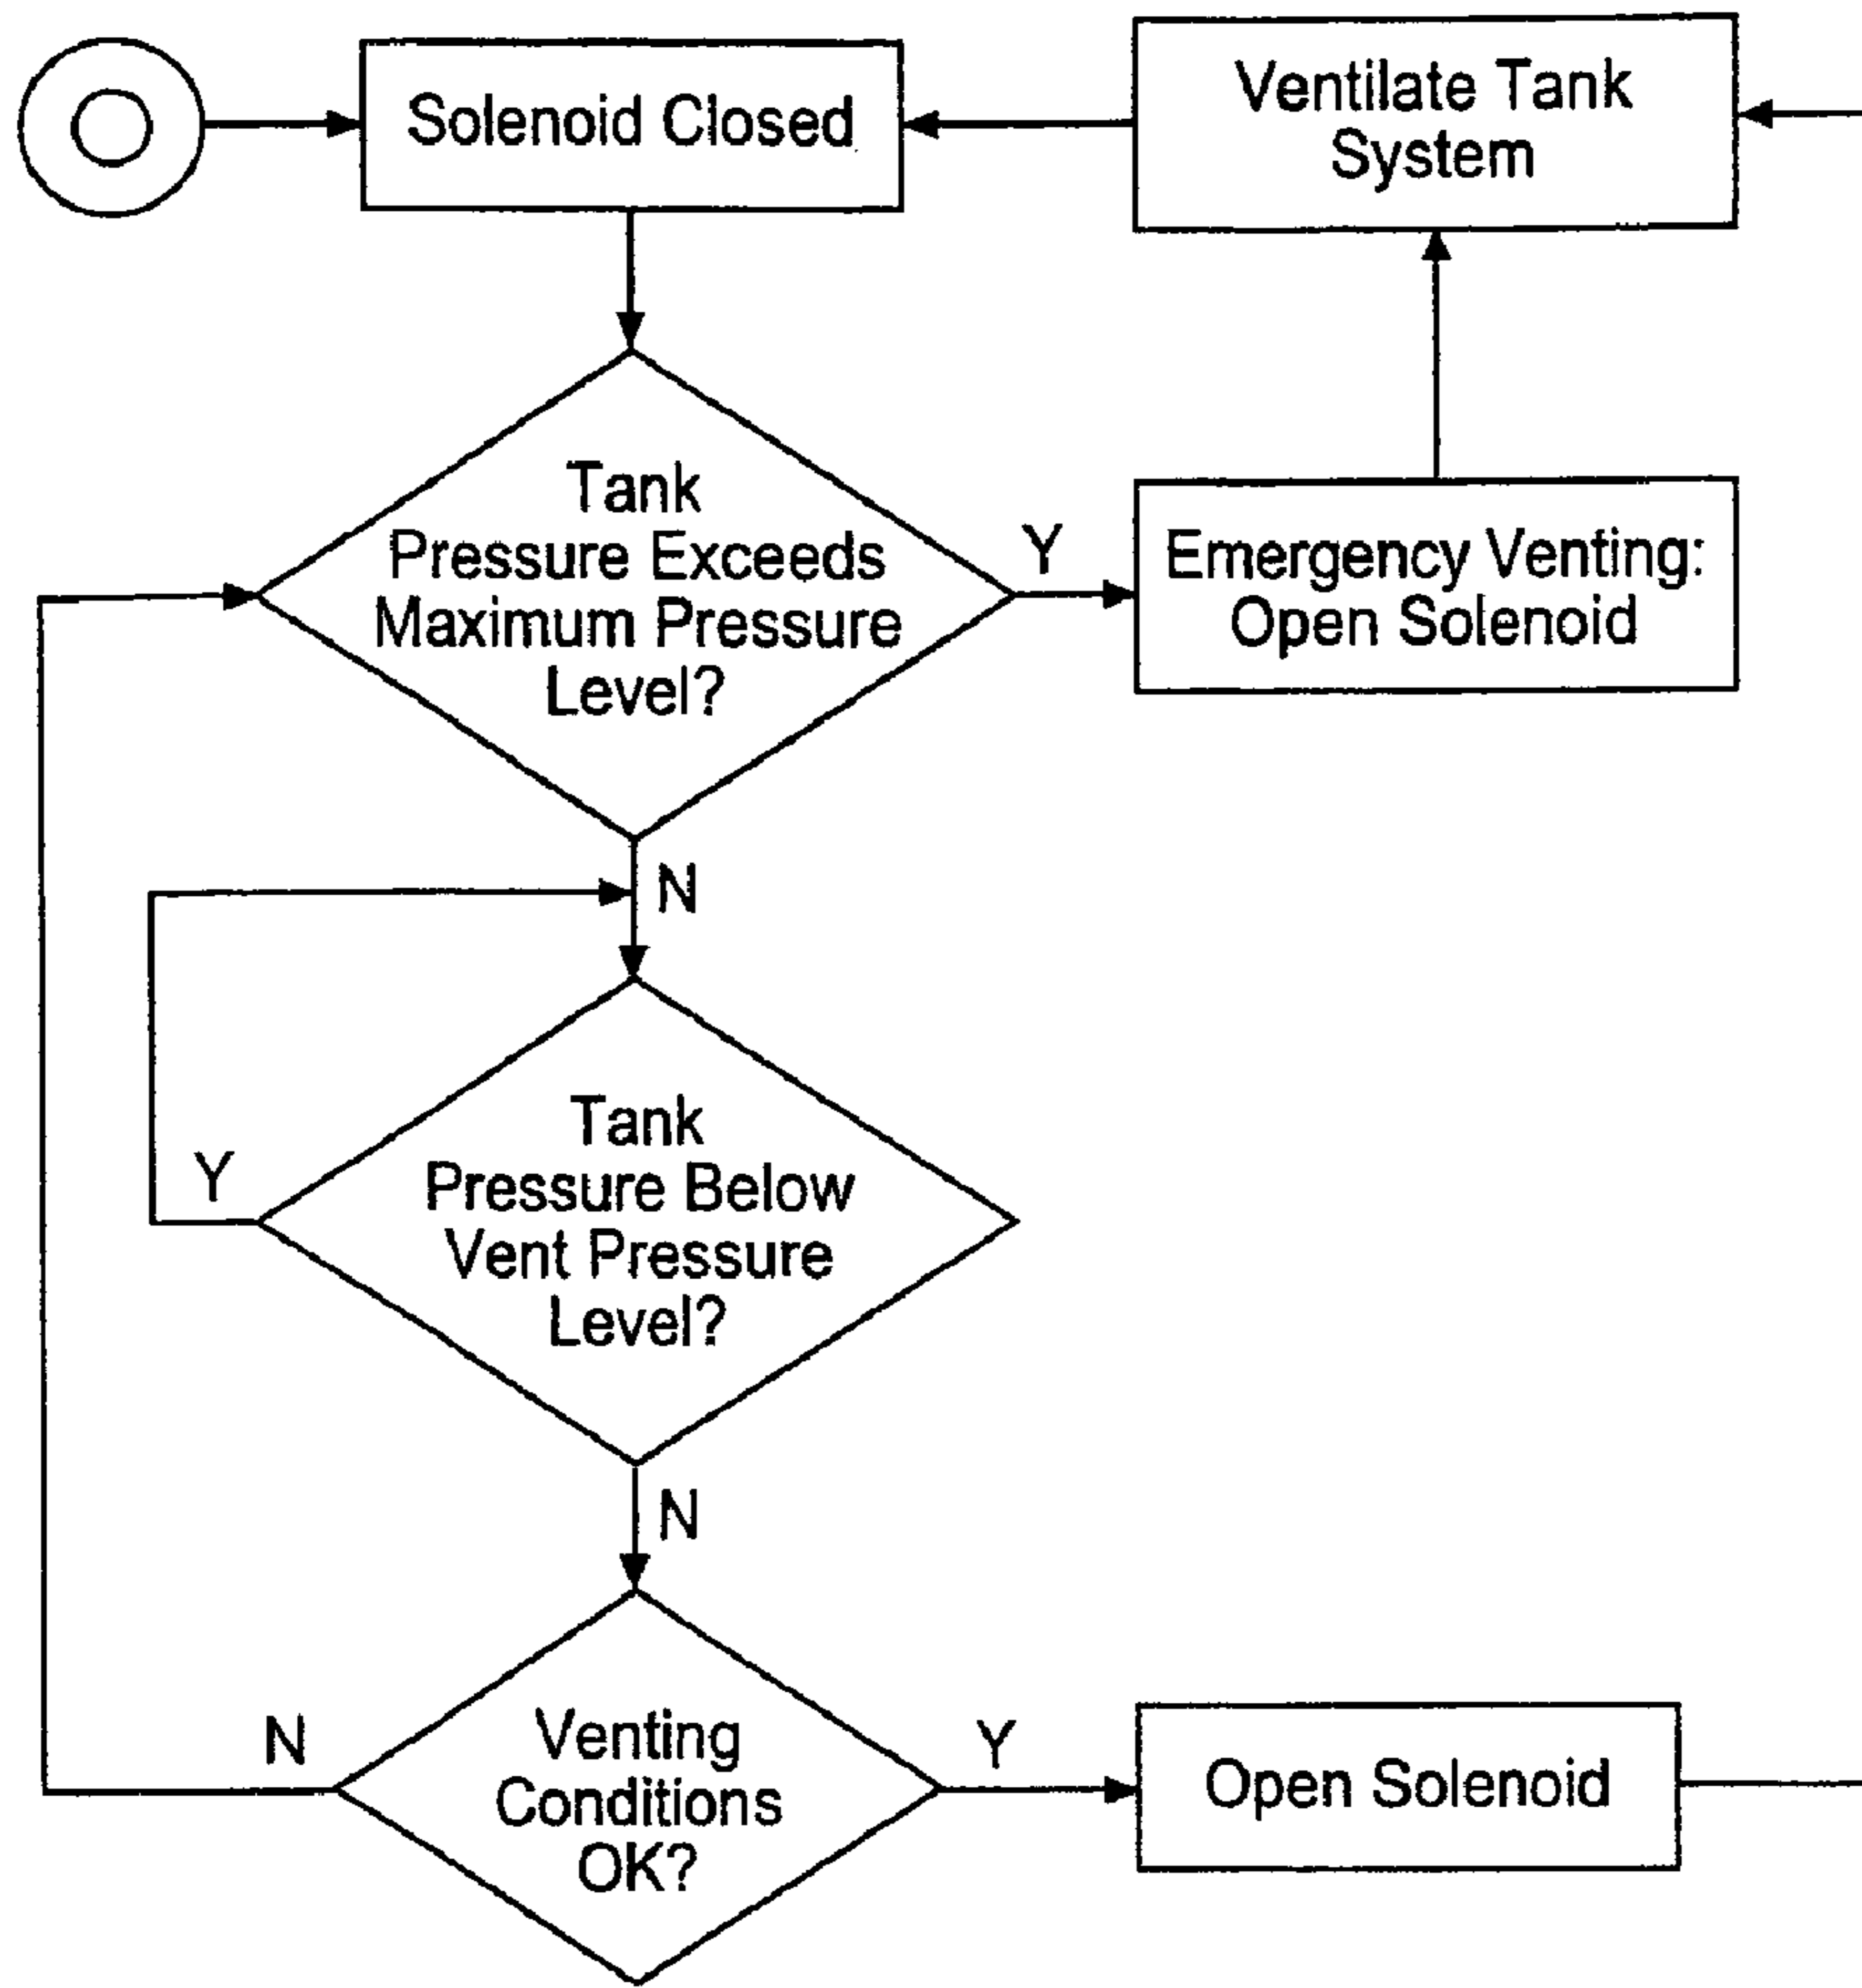 Solenoid Closed
Ventilate Tank
System
Tank
Pressure Exceeds
Maximum Pressure
Level?
Y
Emergency Venting:
Open Solenoid
N
Tank
Pressure Below
Vent Pressure
Level?
Y
N
Venting
Conditions
OK?
N
Y
Open Solenoid